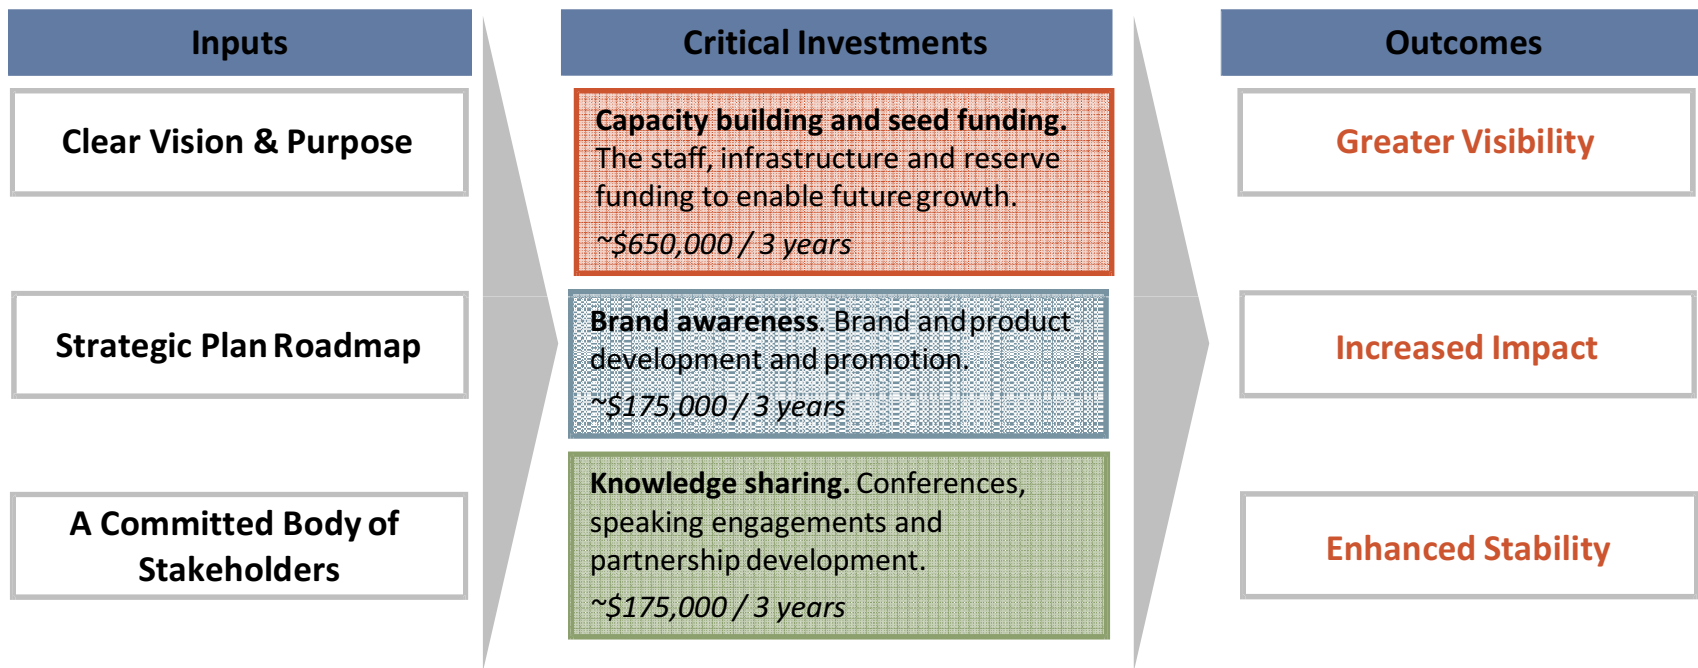 Inputs
Critical Investments
Outcomes
Clear Vision & Purpose
Strategic Plan Roadmap
A Committed Body of
Stakeholders
Capacity building and seed funding.
The staff, infrastructure and reserve
funding to enable future growth.
~$650,000 / 3 years
Brand awareness. Brand and product
development and promotion.
~$175,000 / 3 years
Knowledge sharing. Conferences,
speaking engagements and
partnership development.
~$175,000 / 3 years
Greater Visibility
Increased Impact
Enhanced Stability